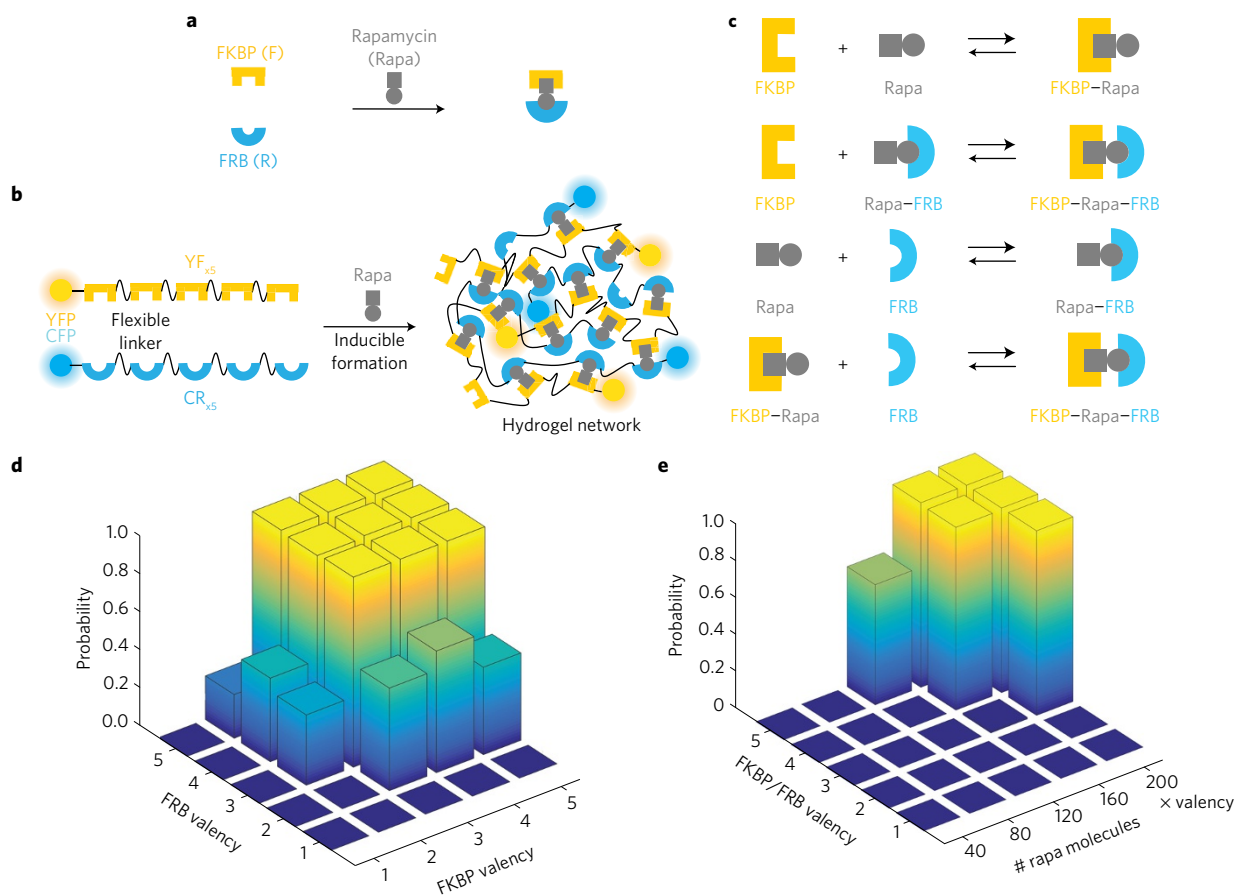 a
FKBP (F)
Rapamycin
(Rapa)
FRB (R)
b
YFx5
YFP
CFP
Flexible
linker
CRx5
Rapa
Inducible
formation
Hydrogel network
c
+
FKBP
Rapa
FKBP–Rapa
+
FKBP
Rapa–FRB
FKBP–Rapa–FRB
+
Rapa
FRB
Rapa–FRB
+
FKBP–Rapa
FRB
FKBP–Rapa–FRB
d
Probability
1.0
0.8
0.6
0.4
0.2
0.0
5
4
3
2
1
FRB valency
1
2
3
4
5
FKBP valency
e
Probability
1.0
0.8
0.6
0.4
0.2
0
5
4
3
2
1
FKBP/FRB valency
40
80
120
160
200
× valency
# rapa molecules